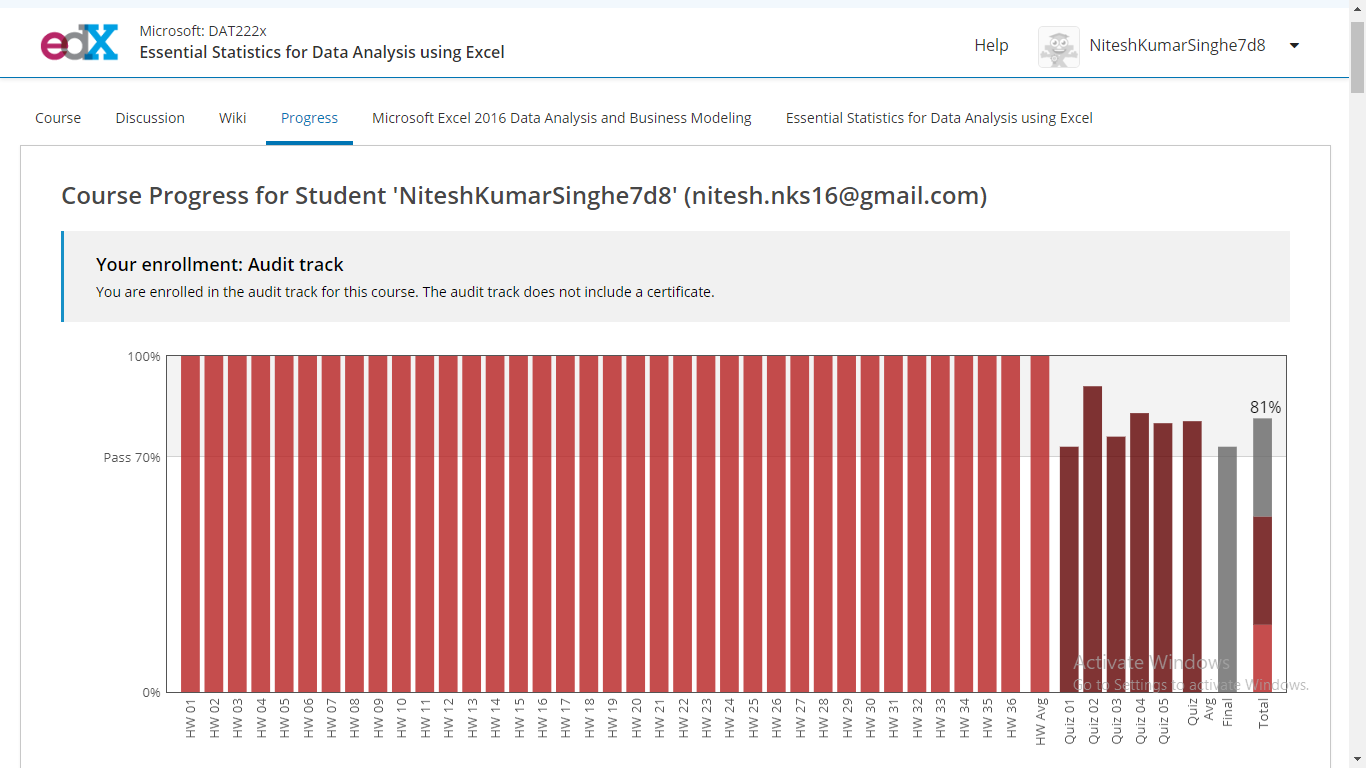 edX
Microsoft: DAT222x
Essential Statistics for Data Analysis using Excel
Help
NiteshKumarSinghe7d8
Course
Discussion
Wiki
Progress
Microsoft Excel 2016 Data Analysis and Business Modeling
Essential Statistics for Data Analysis using Excel
Course Progress for Student 'NiteshKumarSinghe7d8' (nitesh.nks16@gmail.com)
Your enrollment: Audit track
You are enrolled in the audit track for this course. The audit track does not include a certificate.
100%
81%
Pass 70%
0%
Activate Windows
Go to Settings to activate Windows.
HW 01
HW 02
HW 03
HW 04
HW 05
HW 06
HW 07
HW 08
HW 09
HW 10
HW 11
HW 12
HW 13
HW 14
HW 15
HW 16
HW 17
HW 18
HW 19
HW 20
HW 21
HW 22
HW 23
HW 24
HW 25
HW 26
HW 27
HW 28
HW 29
HW 30
HW 31
HW 32
HW 33
HW 34
HW 35
HW 36
HW Avg
Quiz 01
Quiz 02
Quiz 03
Quiz 04
Quiz 05
Quiz
Avg
Final
Total